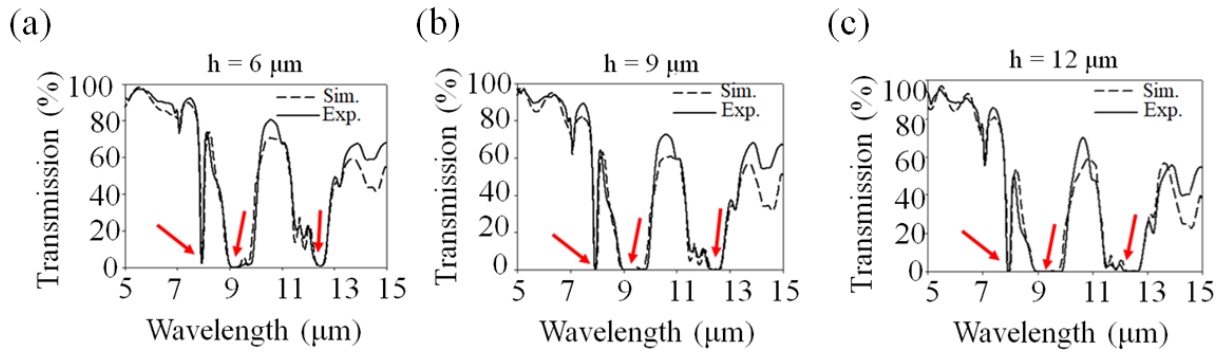 (a)
h = 6 μm
Transmission (%)
100
80
60
40
20
0
Sim.
Exp.
5
7
9
11
13
15
Wavelength (μm)
(b)
h = 9 μm
Transmission (%)
100
80
60
40
20
0
Sim.
Exp.
5
7
9
11
13
15
Wavelength (μm)
(c)
h = 12 μm
Transmission (%)
100
80
60
40
20
0
Sim.
Exp.
5
7
9
11
13
15
Wavelength (μm)